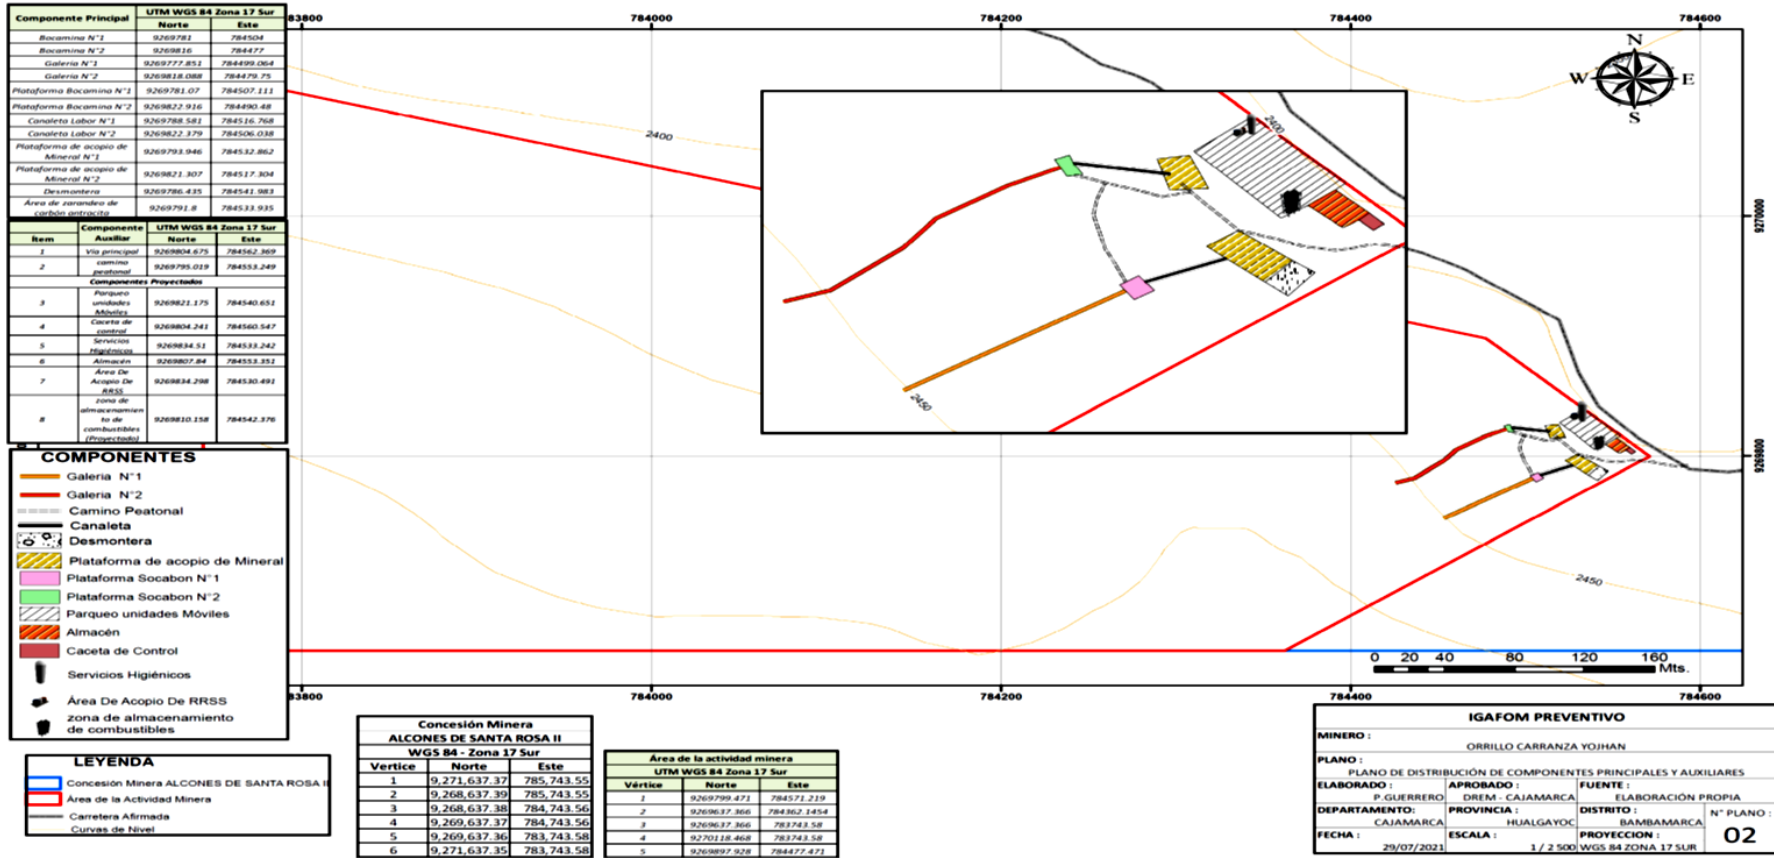 Componente Principal UTM WGS 84 Zona 17 Sur
Norte Este
Bocamina N°1 9269781 784504
Bocamina N°2 9269816 784477
Galeria N°1 9269777.851 784499.064
Galeria N°2 9269818.088 784479.75
Plataforma Bocamina N°1 9269781.07 784507.111
Plataforma Bocamina N°2 9269822.916 784490.48
Canaleta Labor N°1 9269788.581 784516.768
Canaleta Labor N°2 9269822.379 784506.038
Plataforma de acopio de
Mineral N°1 9269793.946 784532.862
Plataforma de acopio de
Mineral N°2 9269821.307 784517.304
Desmontera 9269786.435 784541.983
Área de zarandeo de
carbón antracita 9269791.8 784533.935
Ítem Componente Auxiliar UTM WGS 84 Zona 17 Sur
Norte Este
1 Vía principal 9269804.675 784562.369
2 camino peatonal 9269795.019 784553.249
Componentes Proyectados
3 Parqueo unidades Móviles 9269821.175 784540.651
4 Caceta de control 9269804.241 784560.547
5 Servicios Higiénicos 9269834.51 784533.242
6 Almacén 9269807.84 784553.351
7 Área De Acopio De RRSS 9269834.298 784530.491
8 zona de almacenamien to de combustibles (Proyectado) 9269810.158 784542.376
COMPONENTES
Galeria N°1
Galeria N°2
Camino Peatonal
Canaleta
Desmontera
Plataforma de acopio de Mineral
Plataforma Socabon N°1
Plataforma Socabon N°2
Parqueo unidades Móviles
Almacén
Caceta de Control
Servicios Higiénicos
Área De Acopio De RRSS
zona de almacenamiento
de combustibles
LEYENDA
Concesión Minera ALCONES DE SANTA ROSA II
Área de la Actividad Minera
Carretera Afirmada
Curvas de Nivel
83800 784000 784200 784400 784600
N
W E
S
2400
2400
2450
2450
9270000
9269800
0 20 40 80 120 160
Mts.
83800 784000 784200 784400 784600
Concesión Minera
ALCONES DE SANTA ROSA II
WGS 84 - Zona 17 Sur
Vertice Norte Este
1 9,271,637.37 785,743.55
2 9,268,637.39 785,743.55
3 9,268,637.38 784,743.56
4 9,269,637.37 784,743.56
5 9,269,637.36 783,743.58
6 9,271,637.35 783,743.58
Área de la actividad minera
UTM WGS 84 Zona 17 Sur
Vértice Norte Este
1 9269799.471 784571.219
2 9269637.366 784362.1454
3 9269637.366 783743.58
4 9270118.468 783743.58
5 9269897.928 784477.471
IGAFOM PREVENTIVO
MINERO :
ORRILLO CARRANZA YOJHAN
PLANO :
PLANO DE DISTRIBUCIÓN DE COMPONENTES PRINCIPALES Y AUXILIARES
ELABORADO : APROBADO : FUENTE :
P.GUERRERO DREM - CAJAMARCA ELABORACIÓN PROPIA
DEPARTAMENTO: PROVINCIA : DISTRITO : N° PLANO :
CAJAMARCA HUALGAYOC BAMBAMARCA
FECHA : ESCALA : PROYECCION : 02
29/07/2021 1 / 2 500 WGS 84 ZONA 17 SUR